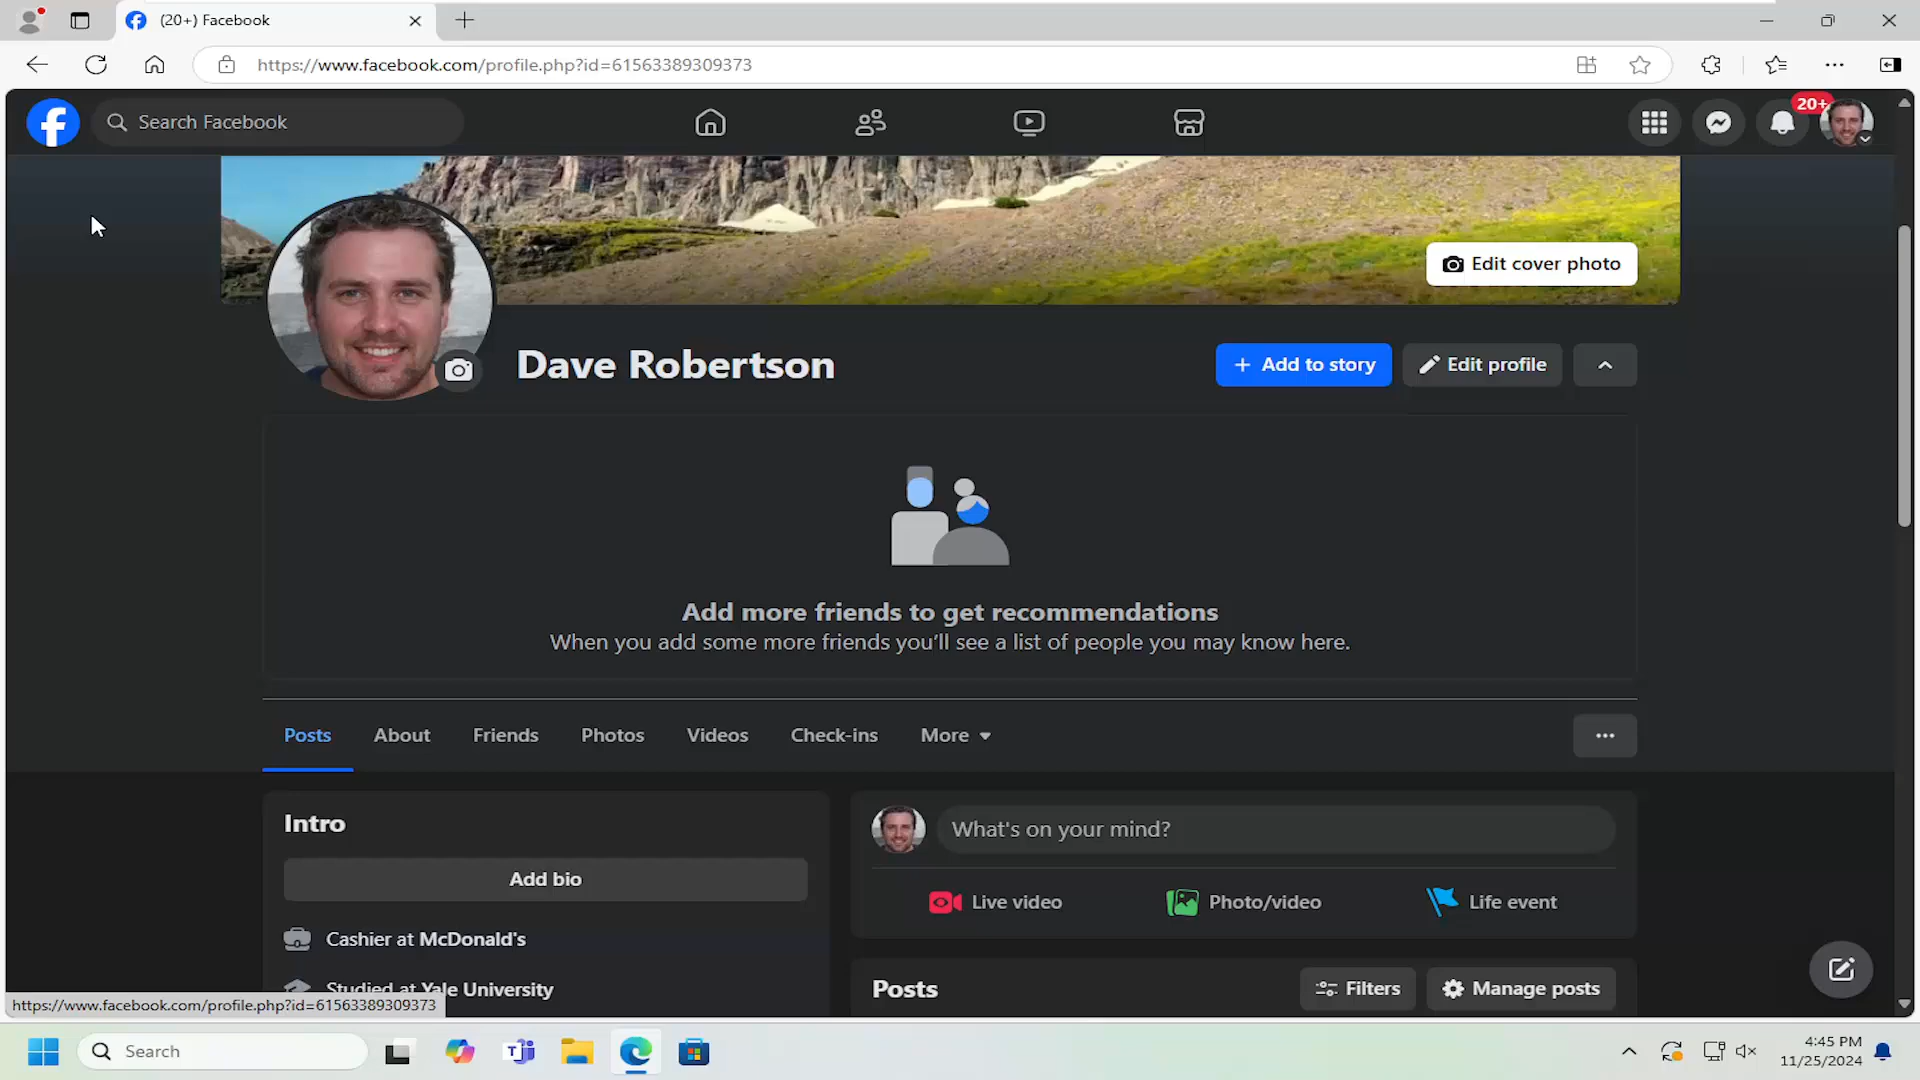 (20+) Facebook
https://www.facebook.com/profile.php?id=61563389309373
Search Facebook
20+
Edit cover photo
Dave Robertson
Add to story
Edit profile
Add more friends to get recommendations
When you add some more friends you'll see a list of people you may know here.
Posts About Friends Photos Videos Check-ins More
Intro
Add bio
Cashier at McDonald's
Studied at Yale University
What's on your mind?
Live video Photo/video Life event
Posts Filters Manage posts
https://www.facebook.com/profile.php?id=61563389309373
Search
4:45 PM
11/25/2024